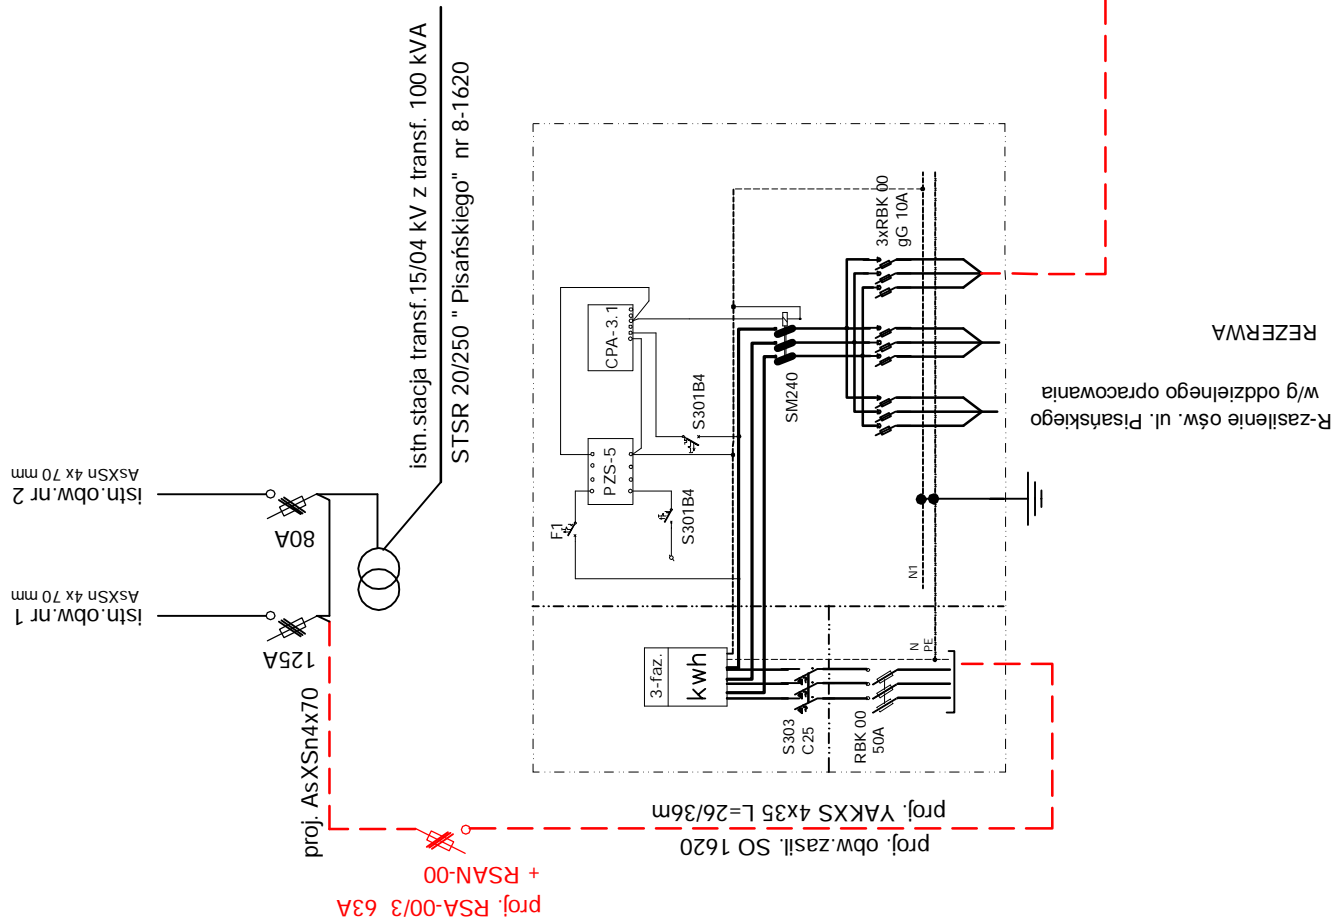 istn.stacja transf.15/04 kV z transf. 100 kVA
STSR 20/250 " Pisańskiego" nr 8-1620
istn.obw.nr 2
AsXSn 4x 70 mm
80A
istn.obw.nr 1
AsXSn 4x 70 mm
125A
proj. AsXSn4x70
proj. RSA-00/3 63A
+ RSAN-00
proj. obw.zasil. SO 1620
proj. YAKXS 4x35 L=26/36m
CPA-3.1
PZS-5
F1
S301B4
S301B4
SM240
3xRBK 00
gG 10A
N1
N
PE
3-faz.
kwh
S303
C25
RBK 00
50A
REZERWA
R-zasilenie ośw. ul. Pisańskiego
w/g oddzielnego opracowania